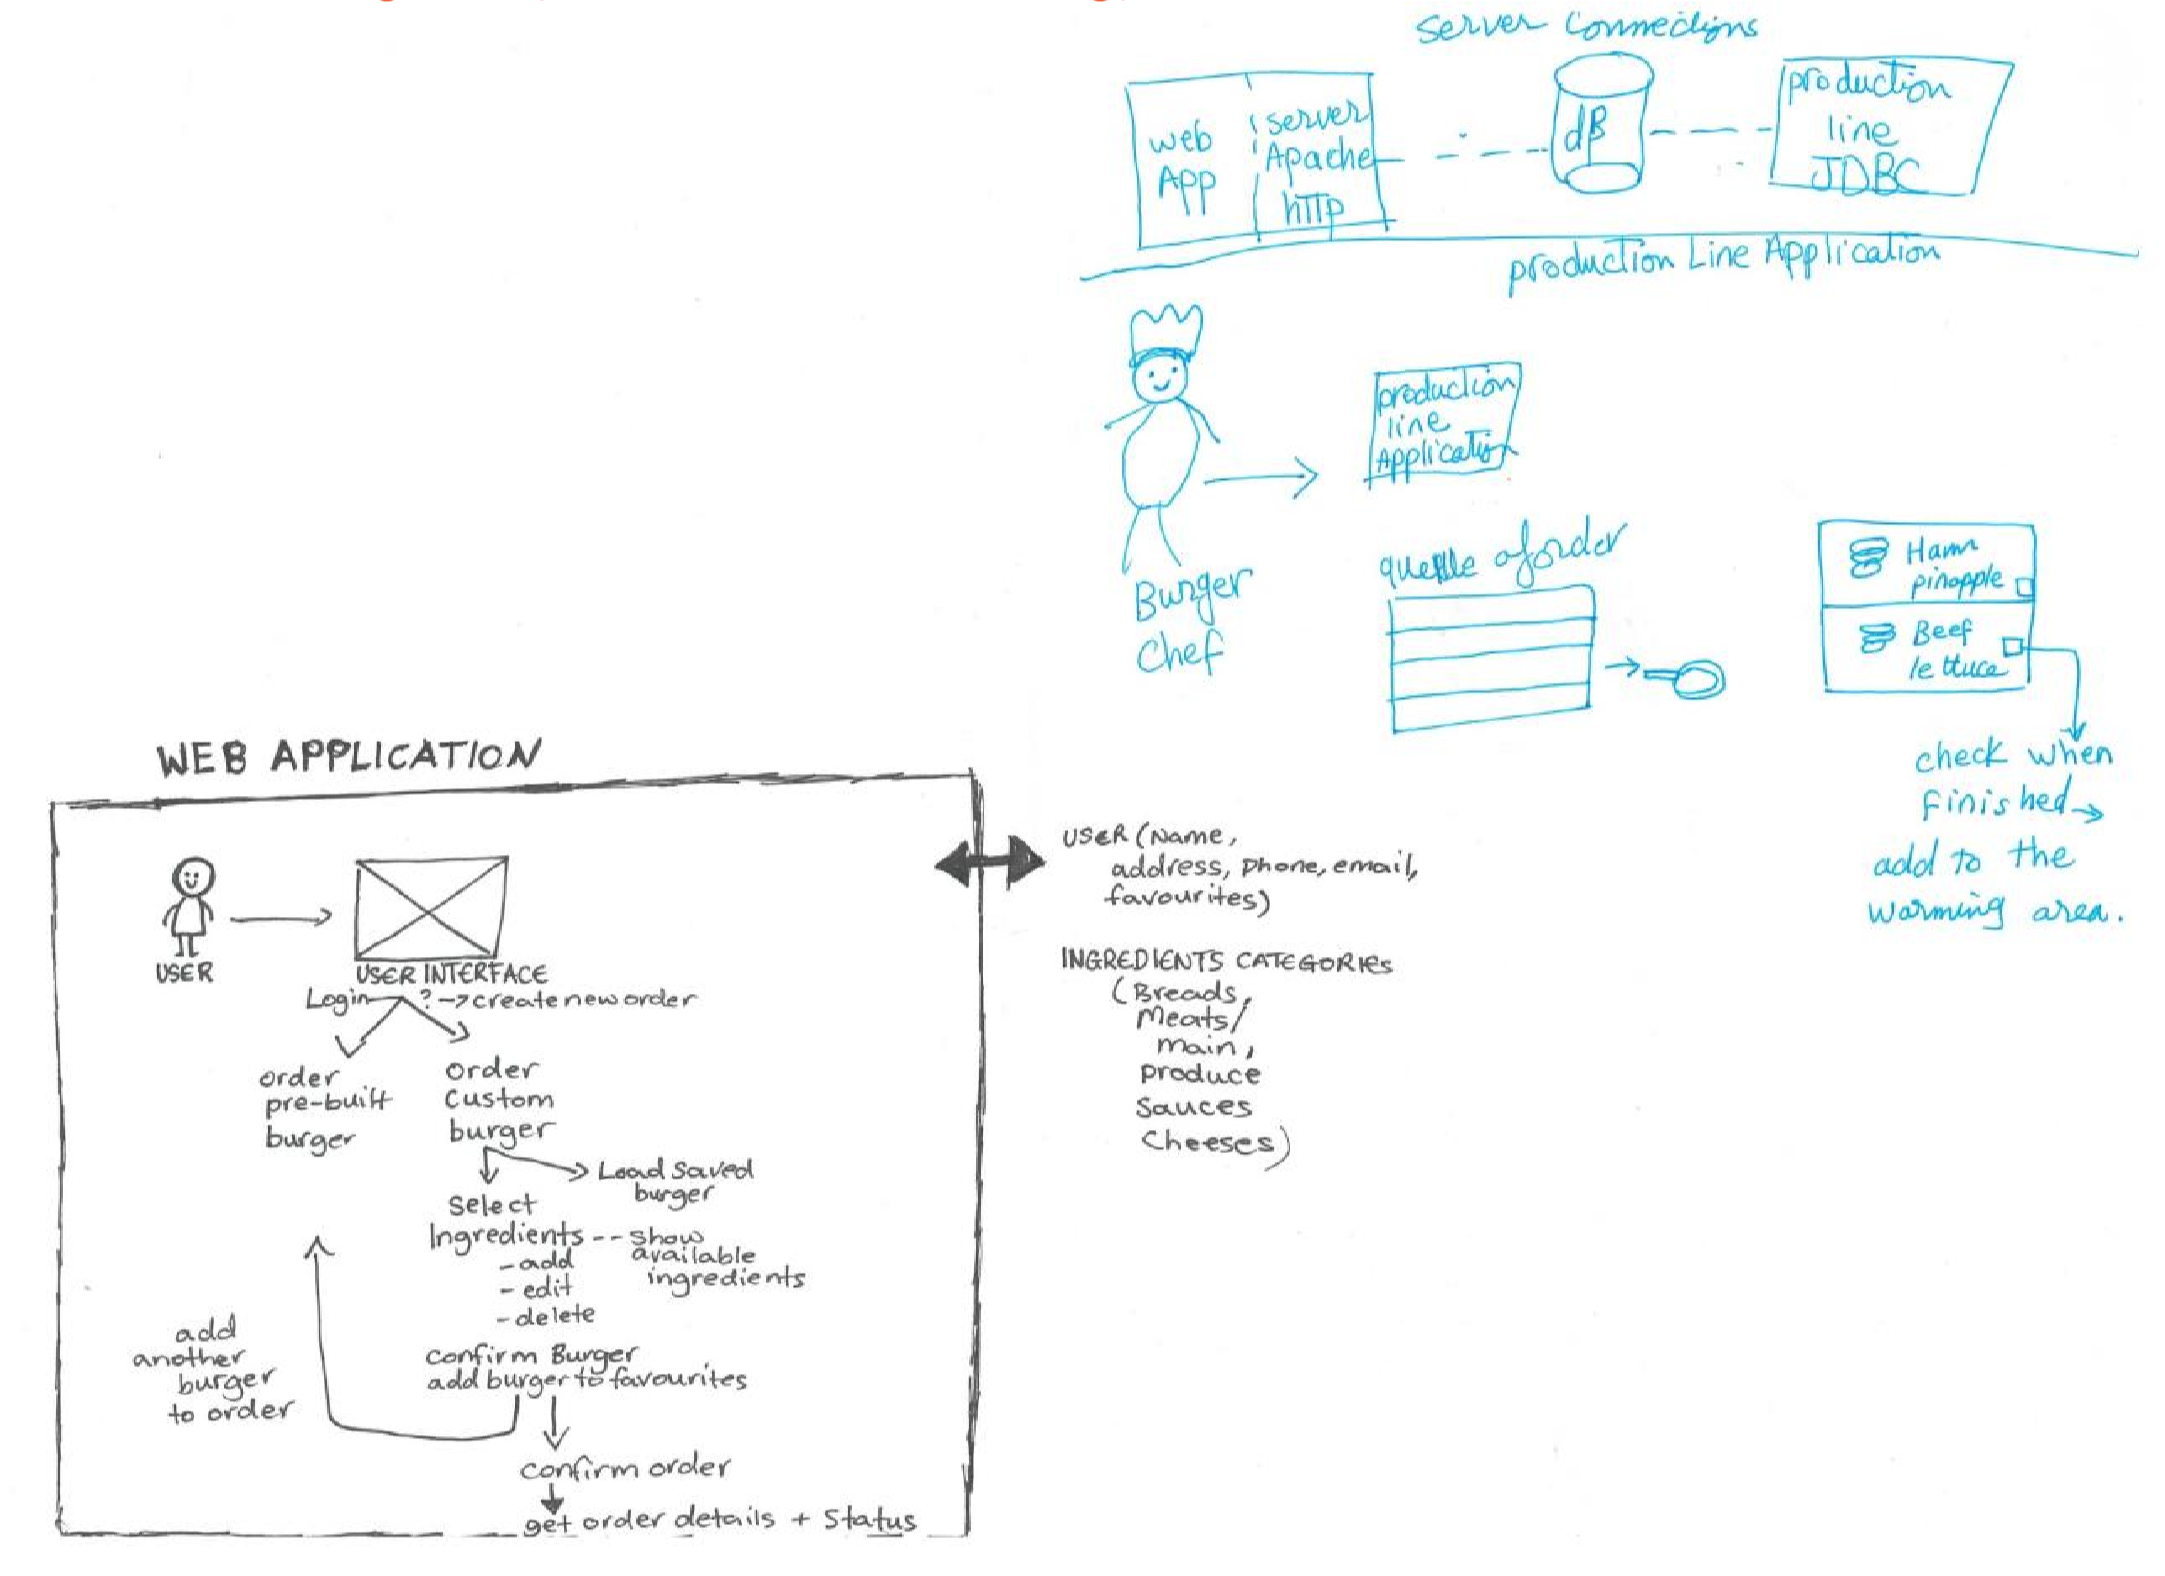 Server Connections
web
App
server
Apache
http
dB
production
line
JDBC
production Line Application
production
line
Application
Burger
Chef
queue of order
Ham
pinapple
Beef
lettuce
check when
finished →
add to the
warming area.
WEB APPLICATION
USER
USER INTERFACE
Login ? → create new order
order
pre-built
burger
order
custom
burger
Load saved
burger
select
Ingredients -- show
available
ingredients
- add
- edit
- delete
confirm Burger
add burger to favourites
add
another
burger
to order
confirm order
get order details + status
USER (Name,
address, phone, email,
favourites)
INGREDIENTS CATEGORIES
(Breads,
Meats/
main,
produce
sauces
cheeses)